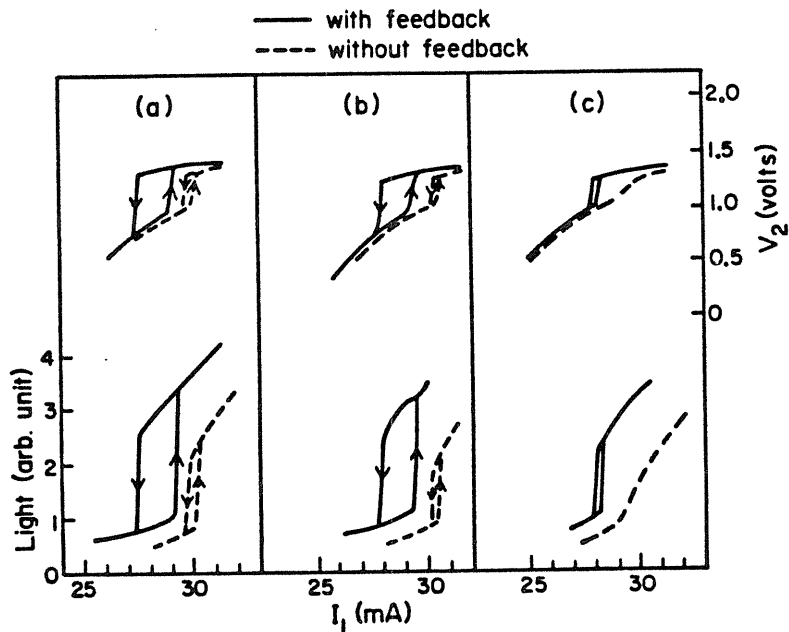 with feedback
without feedback
(a)
(b)
(c)
2.0
1.5
1.0
0.5
0
V₂ (volts)
4
3
2
1
0
Light (arb. unit)
25 30 25 30 25 30
I₁ (mA)